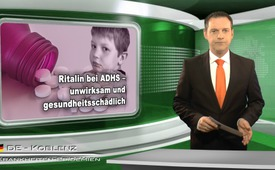 Ritalin bei ADHS –
unwirksam und
gesundheitsschädlich
DE - KOBLENZ